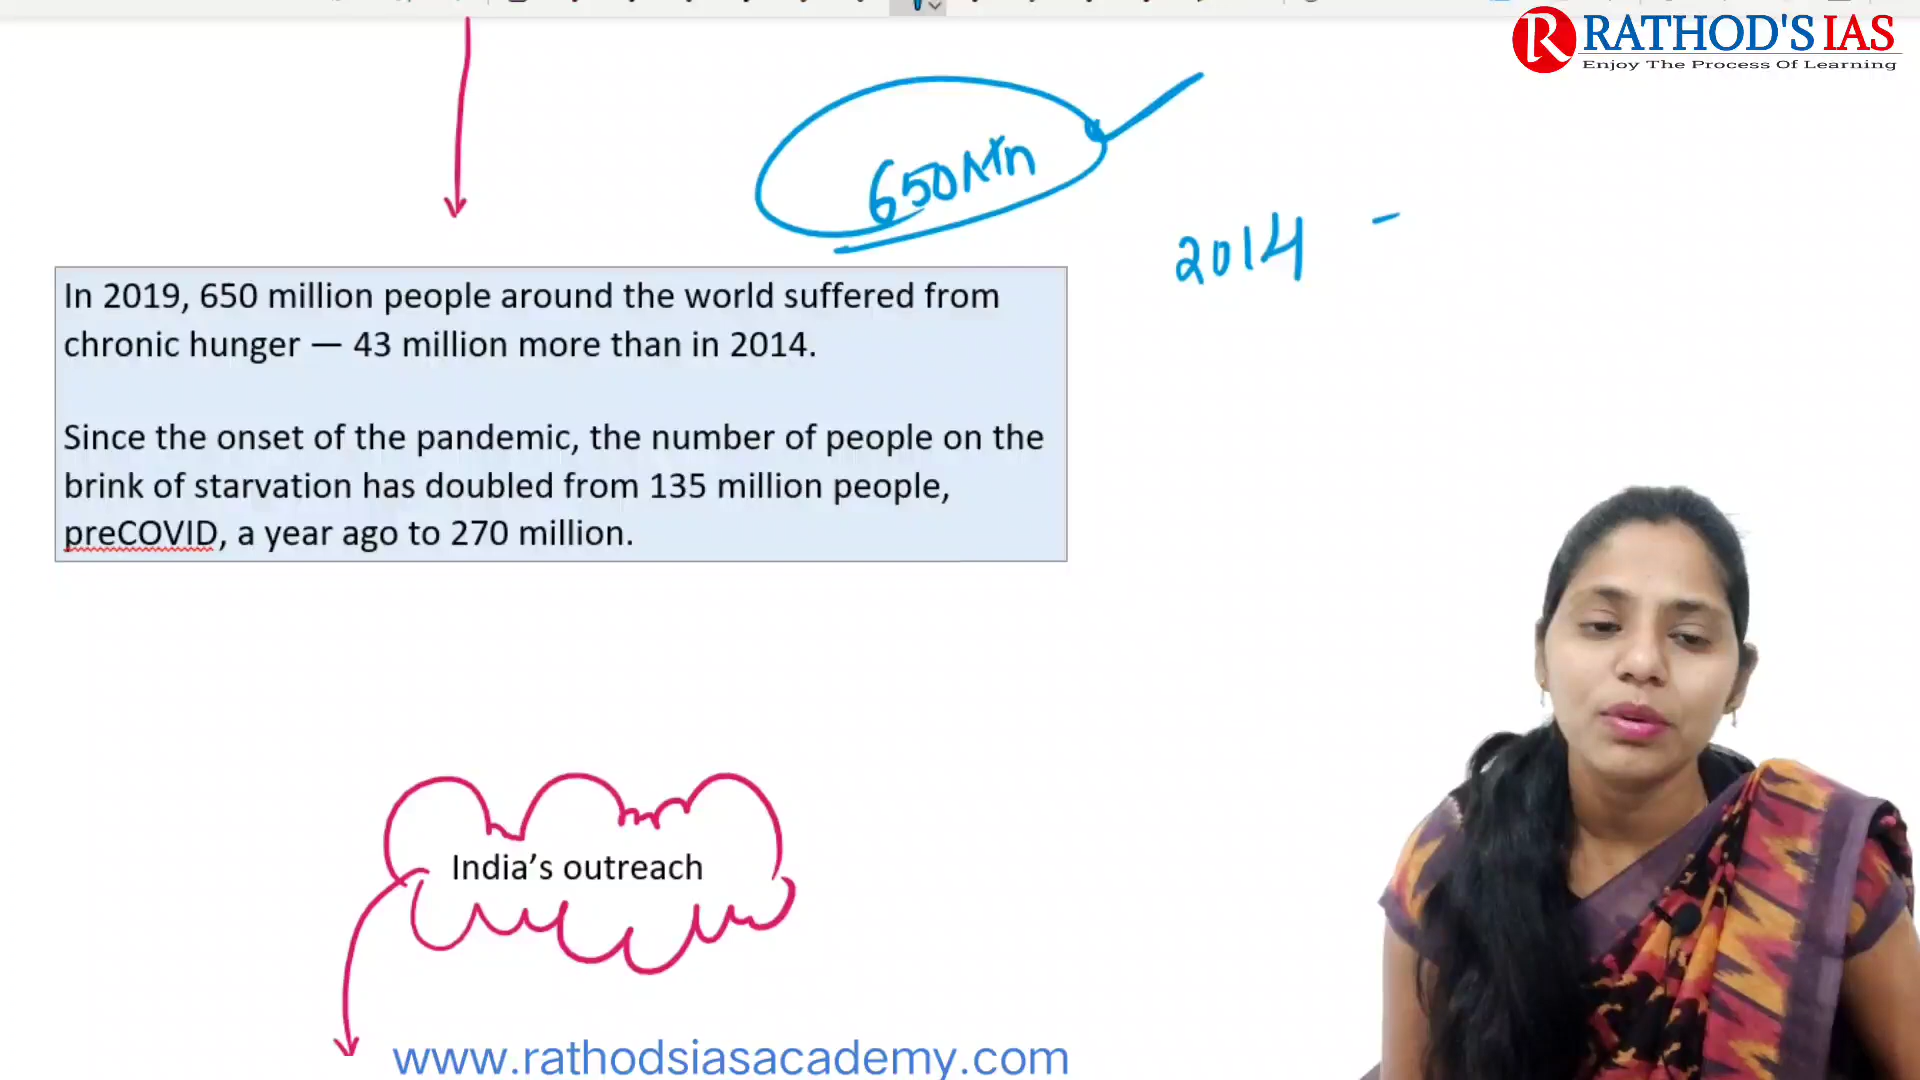 RATHOD'S IAS
Enjoy The Process Of Learning
650 Mn
2014 -
In 2019, 650 million people around the world suffered from
chronic hunger — 43 million more than in 2014.
Since the onset of the pandemic, the number of people on the
brink of starvation has doubled from 135 million people,
preCOVID, a year ago to 270 million.
India's outreach
www.rathodsiasacademy.com